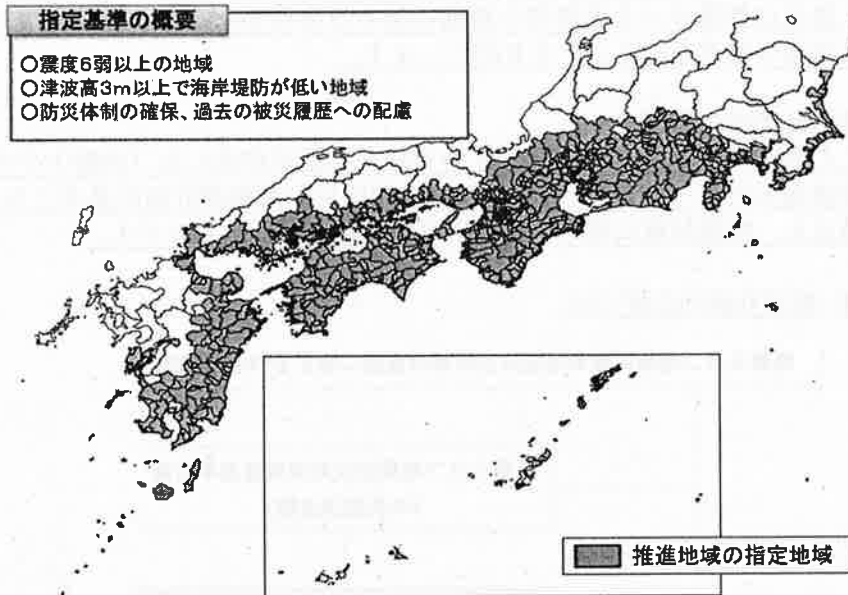 指定基準の概要
○震度6弱以上の地域
○津波高3m以上で海岸堤防が低い地域
○防災体制の確保、過去の被災履歴への配慮
推進地域の指定地域